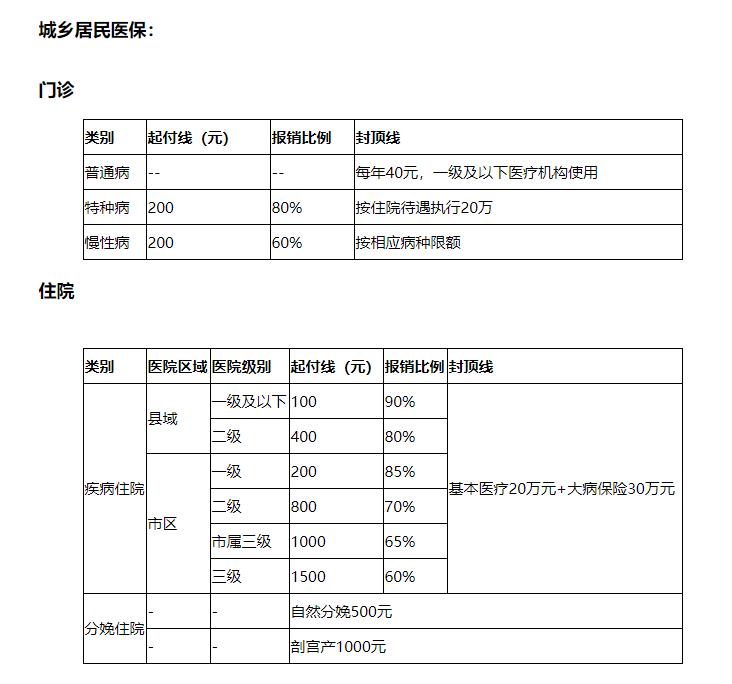 城乡居民医保：
门诊
类别 起付线（元） 报销比例 封顶线
普通病 -- -- 每年40元，一级及以下医疗机构使用
特种病 200 80% 按住院待遇执行20万
慢性病 200 60% 按相应病种限额
住院
类别 医院区域 医院级别 起付线（元） 报销比例 封顶线
疾病住院 县域 一级及以下 100 90% 基本医疗20万元+大病保险30万元
二级 400 80%
市区 一级 200 85%
二级 800 70%
市属三级 1000 65%
三级 1500 60%
分娩住院 - - 自然分娩500元
- - 剖宫产1000元